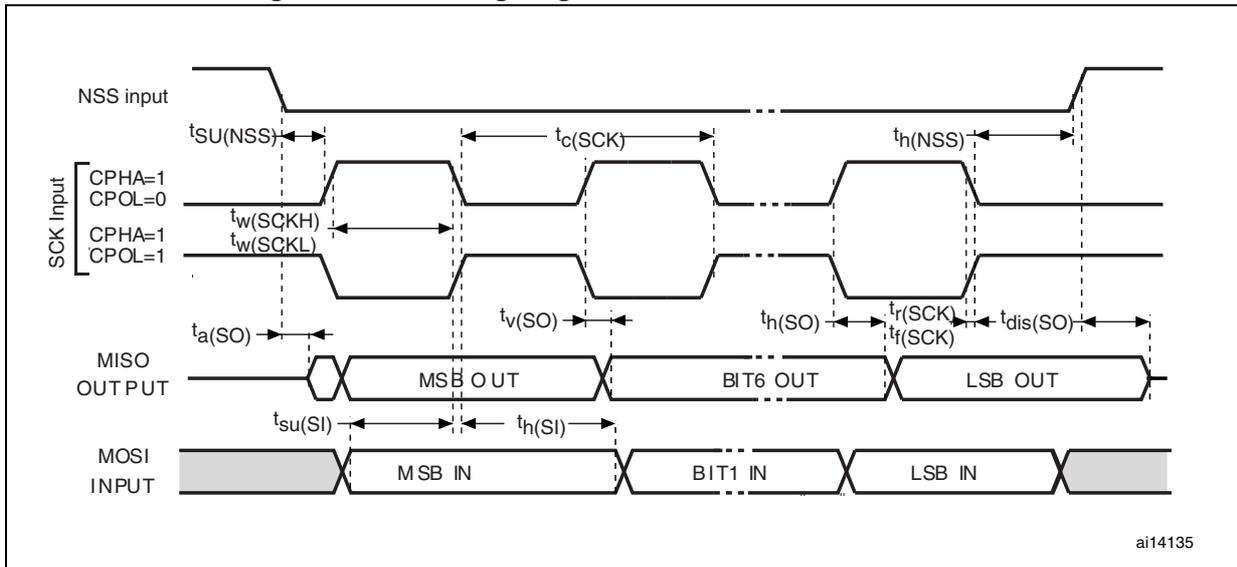 NSS input
tSU(NSS)
tc(SCK)
th(NSS)
SCK Input
CPHA=1
CPOL=0
tw(SCKH)
tw(SCKL)
CPHA=1
CPOL=1
ta(SO)
tv(SO)
th(SO)
tr(SCK)
tf(SCK)
tdis(SO)
MISO
OUTPUT
MSB OUT
BIT6 OUT
LSB OUT
tsu(SI)
th(SI)
MOSI
INPUT
MSB IN
BIT1 IN
LSB IN
ai14135